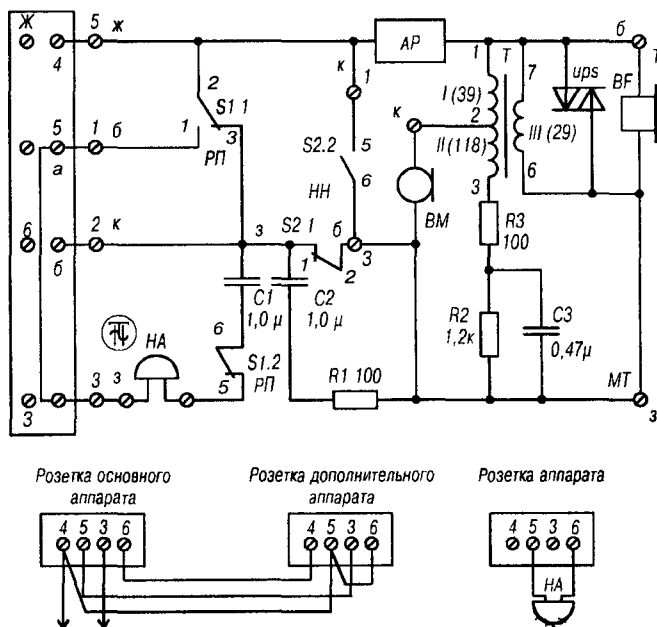 Ж 5 ж
4
АР
1 Т
б
Т
2
S1 1
1 3
РП
к
1
5
S2.2
6
НН
к
I (39)
2
II (118)
3
7
III (29)
6
ups
BF
5 1 б
а
BM
R3
100
6 2 к
б
з
S2 1
1 2
б
3
C1
1,0 μ
C2
1,0 μ
R2
1,2к
C3
0,47μ
НА
6
S1.2
5 РП
R1 100
МТ
3 3 з
з
Розетка основного
аппарата
4 5 3 6
Розетка дополнительного
аппарата
4 5 3 6
Розетка аппарата
4 5 3 6
НА